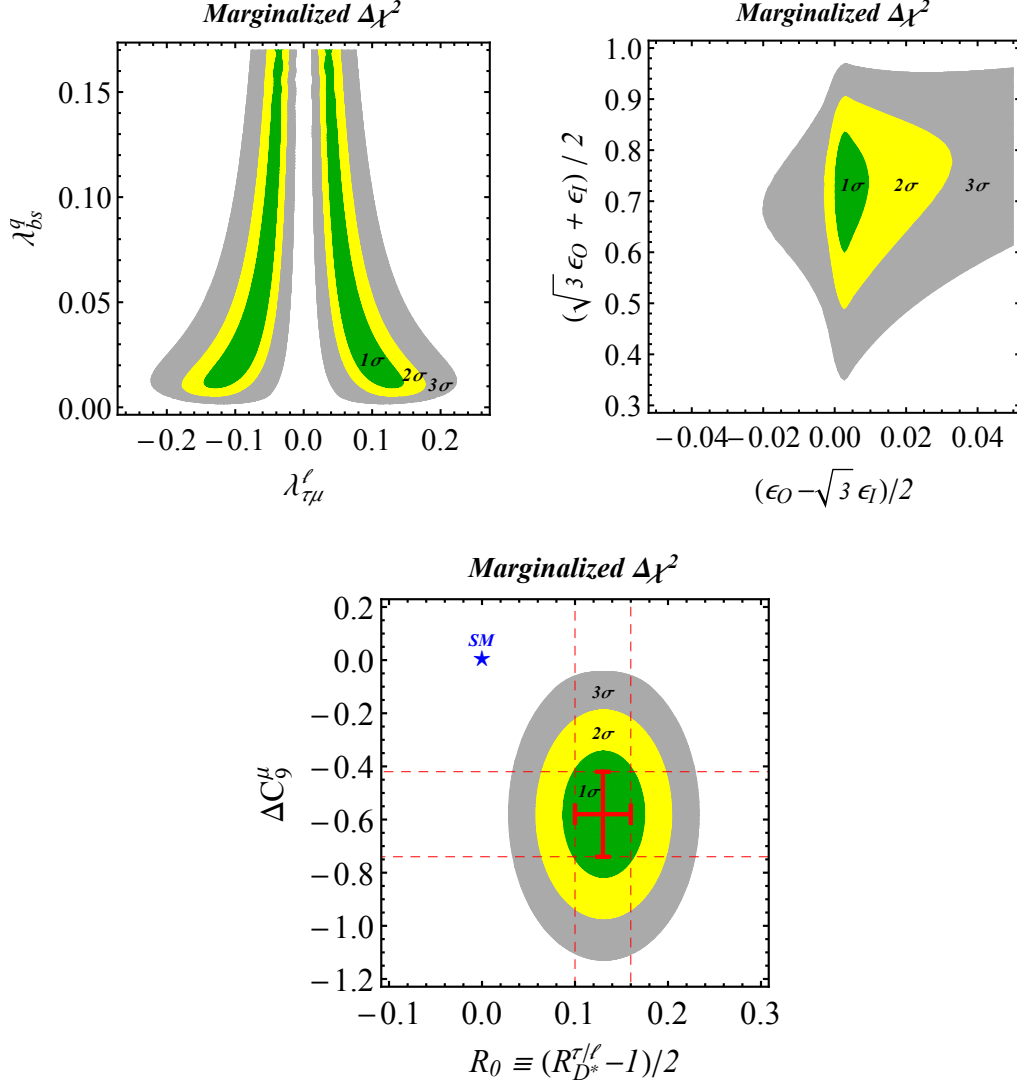 Marginalized Δχ²
0.15
0.10
0.05
0.00
λ^q_bs
1σ
2σ
3σ
−0.2 −0.1 0.0 0.1 0.2
λ^ℓ_τμ
Marginalized Δχ²
1.0
0.9
0.8
0.7
0.6
0.5
0.4
0.3
(√3 ϵ_O + ϵ_I) / 2
1σ 2σ 3σ
−0.04 −0.02 0.00 0.02 0.04
(ϵ_O − √3 ϵ_I)/2
Marginalized Δχ²
0.2
0.0
−0.2
−0.4
−0.6
−0.8
−1.0
−1.2
ΔC^μ_9
SM
3σ
2σ
1σ
−0.1 0.0 0.1 0.2 0.3
R_0 ≡ (R^{τ/ℓ}_{D*} −1)/2